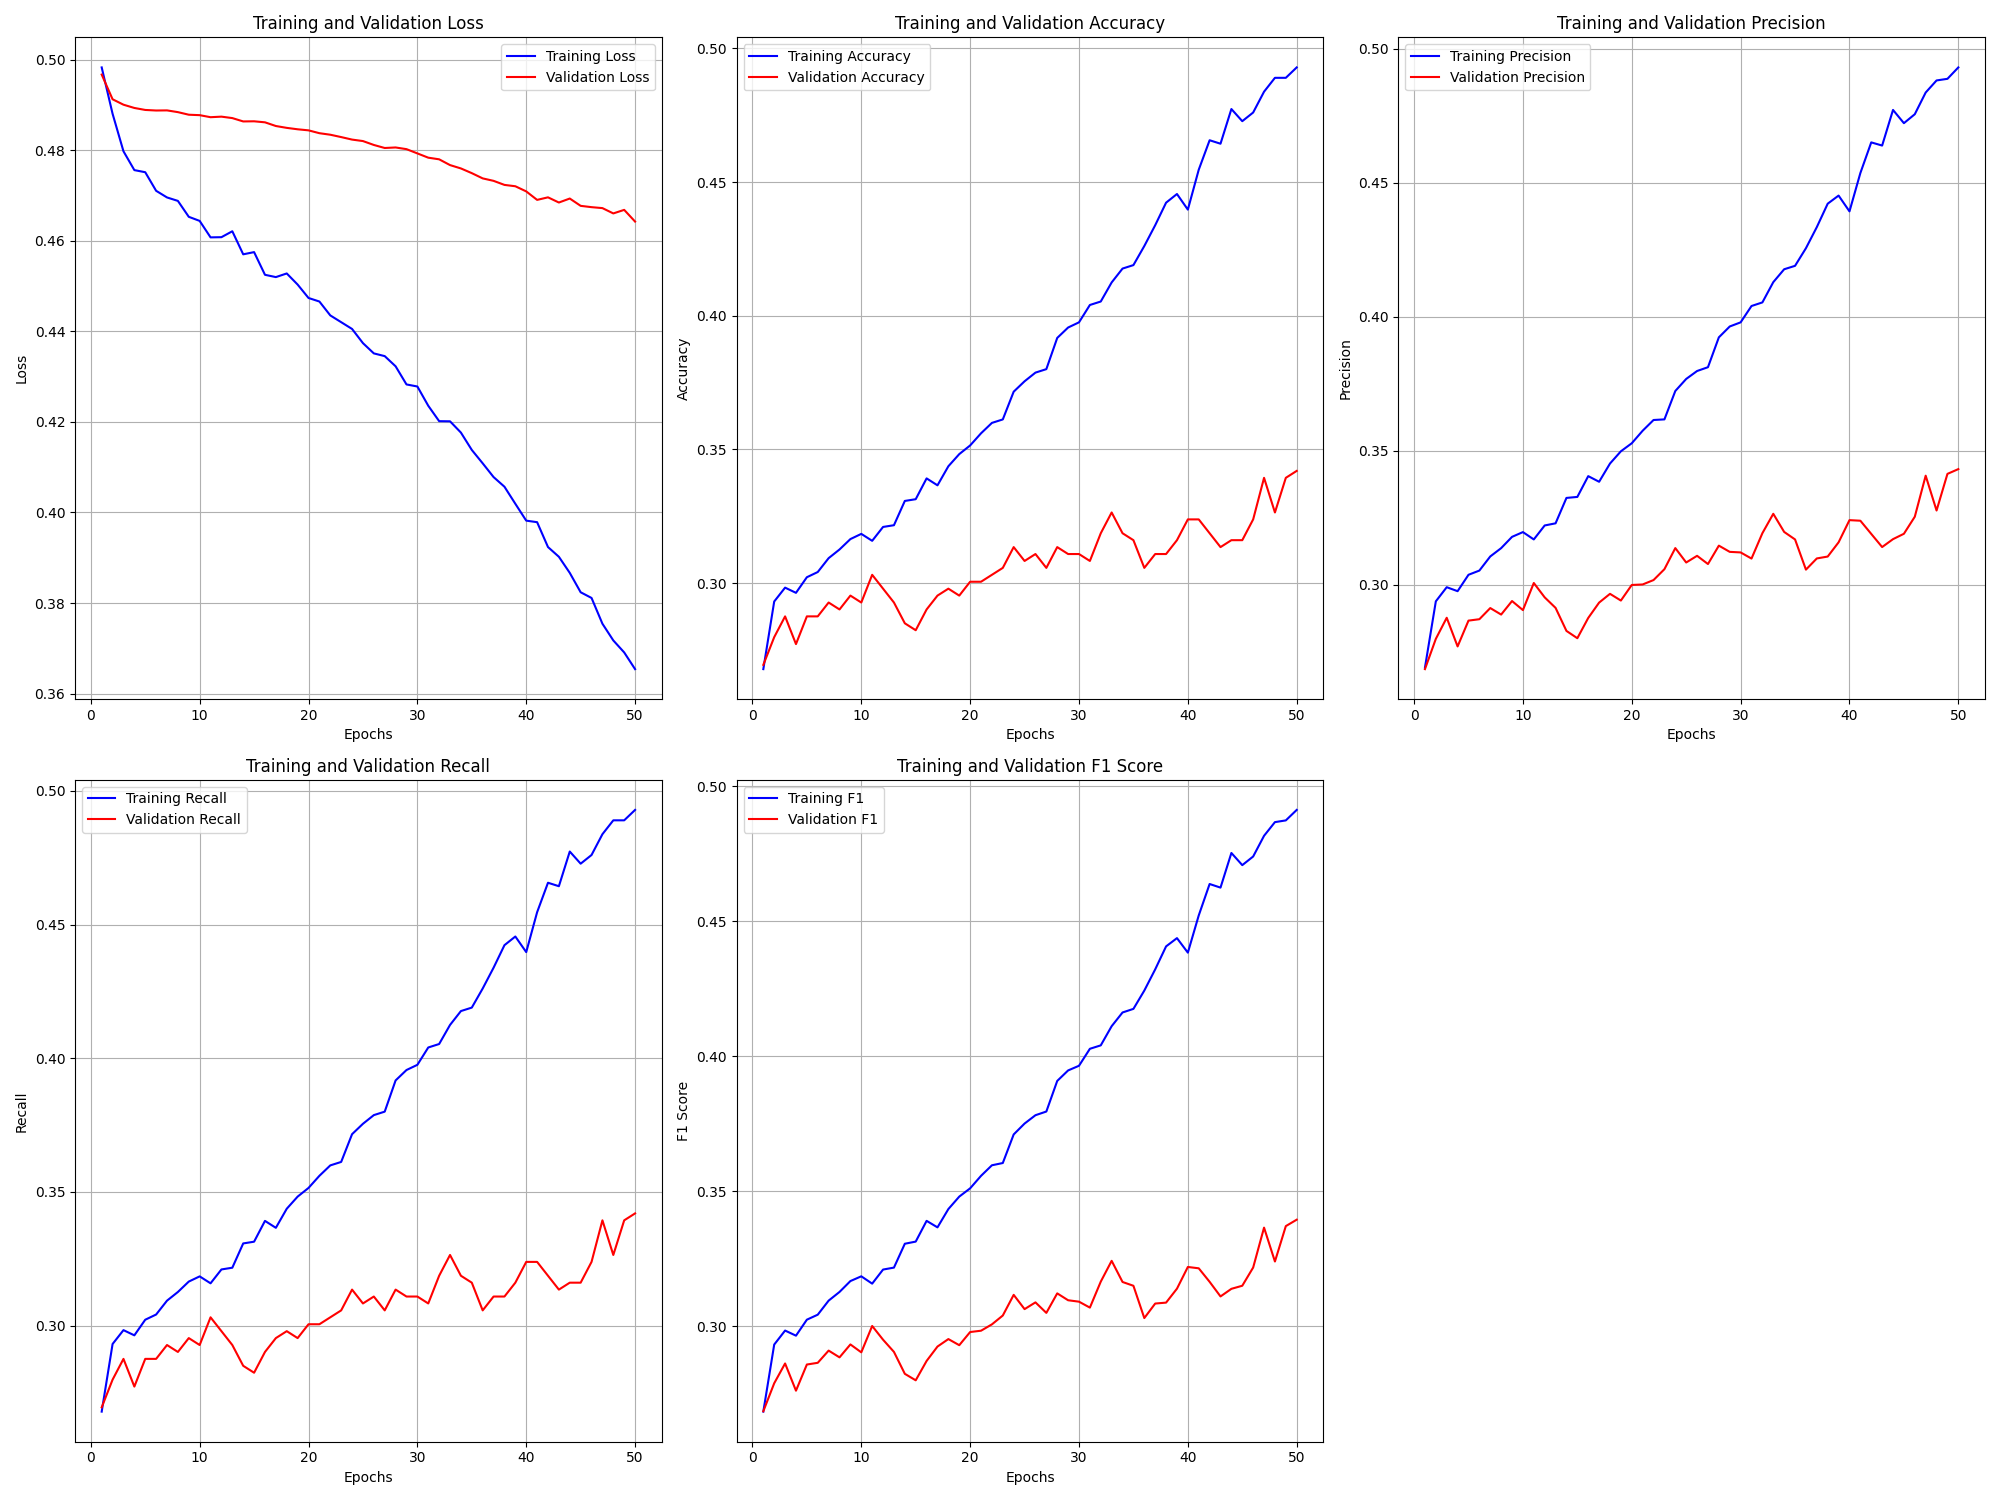 Training and Validation Loss
Training Loss
Validation Loss
0.50
0.48
0.46
0.44
0.42
0.40
0.38
0.36
Loss
0 10 20 30 40 50
Epochs
Training and Validation Accuracy
Training Accuracy
Validation Accuracy
0.50
0.45
0.40
0.35
0.30
Accuracy
0 10 20 30 40 50
Epochs
Training and Validation Precision
Training Precision
Validation Precision
0.50
0.45
0.40
0.35
0.30
Precision
0 10 20 30 40 50
Epochs
Training and Validation Recall
Training Recall
Validation Recall
0.50
0.45
0.40
0.35
0.30
Recall
0 10 20 30 40 50
Epochs
Training and Validation F1 Score
Training F1
Validation F1
0.50
0.45
0.40
0.35
0.30
F1 Score
0 10 20 30 40 50
Epochs